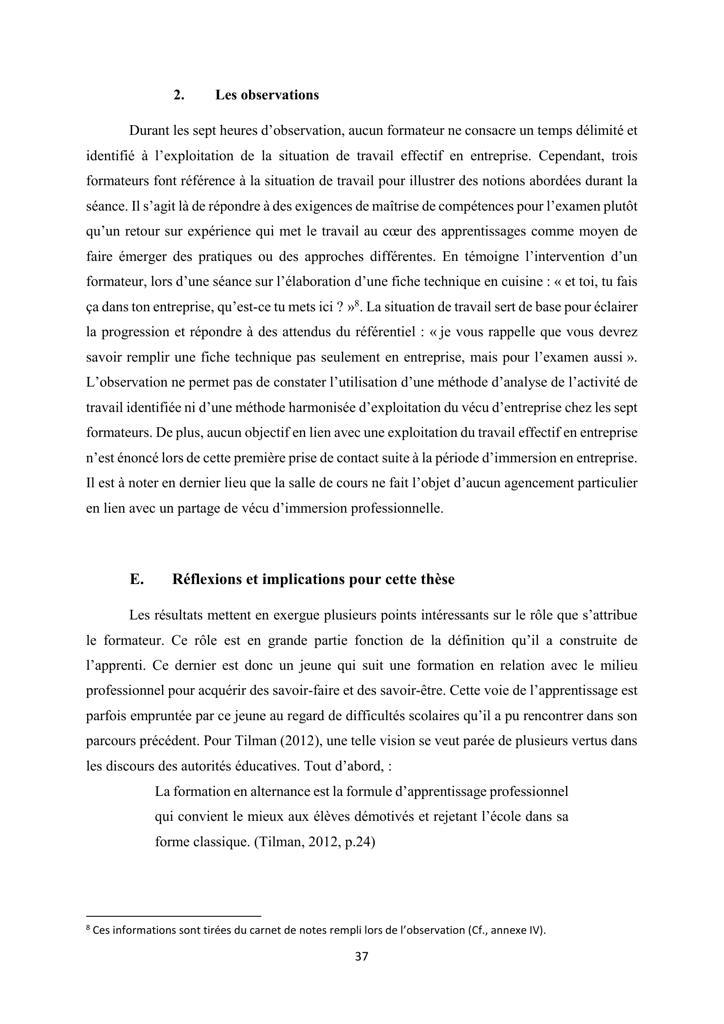 2. Les observations
Durant les sept heures d’observation, aucun formateur ne consacre un temps délimité et
identifié à l’exploitation de la situation de travail effectif en entreprise. Cependant, trois
formateurs font référence à la situation de travail pour illustrer des notions abordées durant la
séance. Il s’agit là de répondre à des exigences de maîtrise de compétences pour l’examen plutôt
qu’un retour sur expérience qui met le travail au cœur des apprentissages comme moyen de
faire émerger des pratiques ou des approches différentes. En témoigne l’intervention d’un
formateur, lors d’une séance sur l’élaboration d’une fiche technique en cuisine : « et toi, tu fais
ça dans ton entreprise, qu’est-ce tu mets ici ? »⁸. La situation de travail sert de base pour éclairer
la progression et répondre à des attendus du référentiel : « je vous rappelle que vous devrez
savoir remplir une fiche technique pas seulement en entreprise, mais pour l’examen aussi ».
L’observation ne permet pas de constater l’utilisation d’une méthode d’analyse de l’activité de
travail identifiée ni d’une méthode harmonisée d’exploitation du vécu d’entreprise chez les sept
formateurs. De plus, aucun objectif en lien avec une exploitation du travail effectif en entreprise
n’est énoncé lors de cette première prise de contact suite à la période d’immersion en entreprise.
Il est à noter en dernier lieu que la salle de cours ne fait l’objet d’aucun agencement particulier
en lien avec un partage de vécu d’immersion professionnelle.
E. Réflexions et implications pour cette thèse
Les résultats mettent en exergue plusieurs points intéressants sur le rôle que s’attribue
le formateur. Ce rôle est en grande partie fonction de la définition qu’il a construite de
l’apprenti. Ce dernier est donc un jeune qui suit une formation en relation avec le milieu
professionnel pour acquérir des savoir-faire et des savoir-être. Cette voie de l’apprentissage est
parfois empruntée par ce jeune au regard de difficultés scolaires qu’il a pu rencontrer dans son
parcours précédent. Pour Tilman (2012), une telle vision se veut parée de plusieurs vertus dans
les discours des autorités éducatives. Tout d’abord, :
La formation en alternance est la formule d’apprentissage professionnel
qui convient le mieux aux élèves démotivés et rejetant l’école dans sa
forme classique. (Tilman, 2012, p.24)
⁸ Ces informations sont tirées du carnet de notes rempli lors de l’observation (Cf., annexe IV).
37